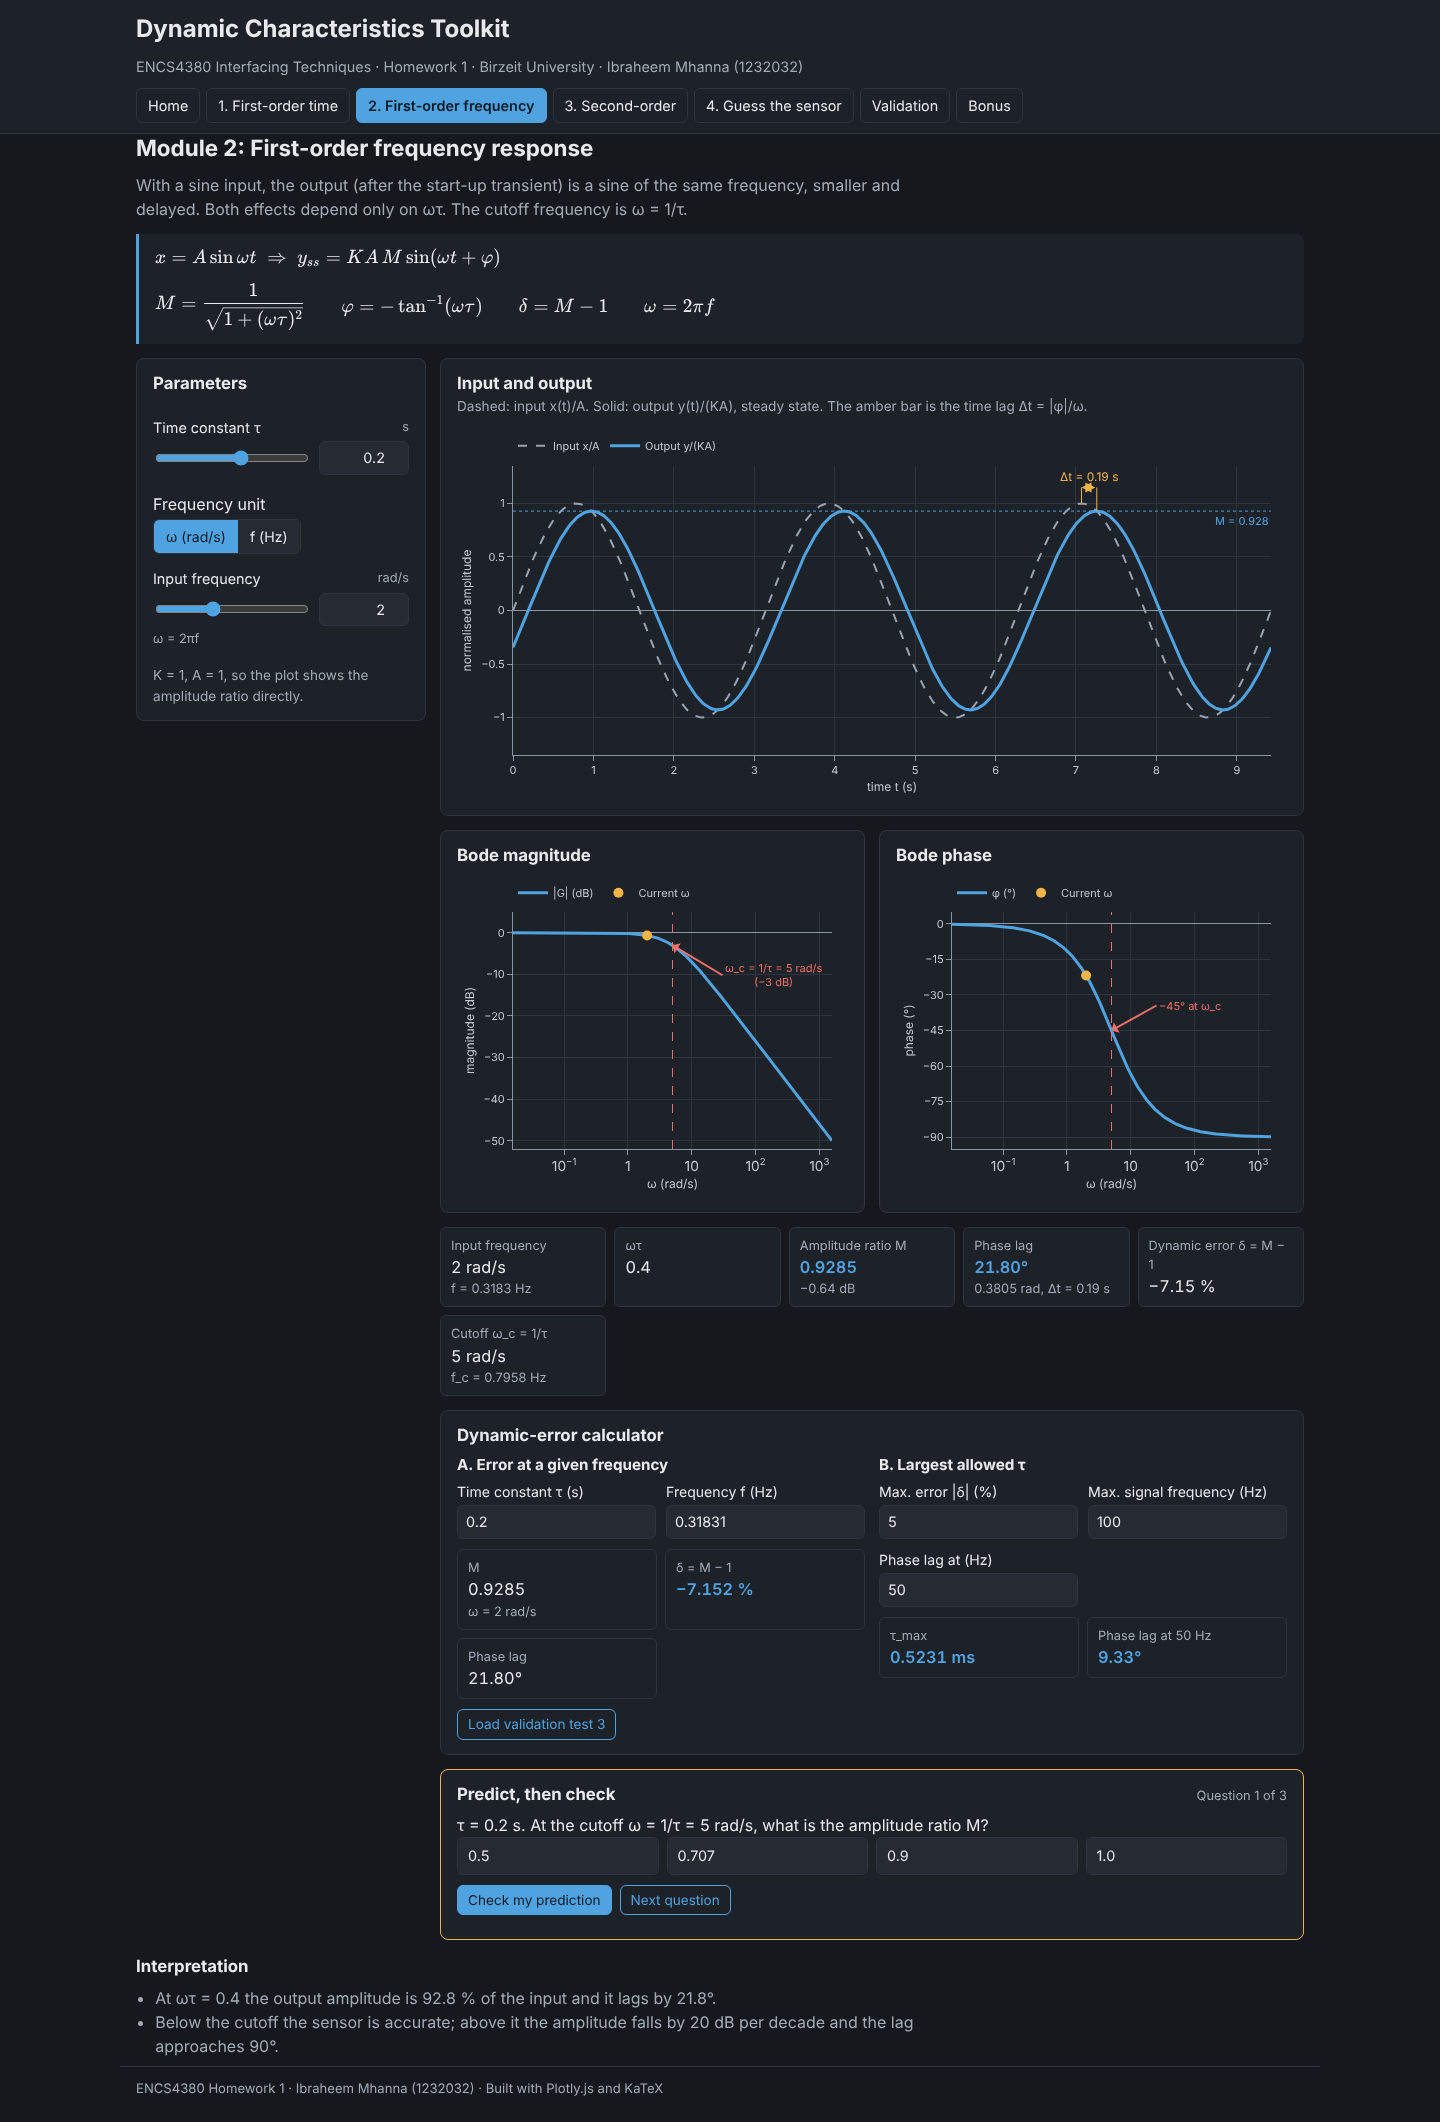 Dynamic Characteristics Toolkit
ENCS4380 Interfacing Techniques · Homework 1 · Birzeit University · Ibraheem Mhanna (1232032)
Home
1. First-order time
2. First-order frequency
3. Second-order
4. Guess the sensor
Validation
Bonus
Module 2: First-order frequency response
With a sine input, the output (after the start-up transient) is a sine of the same frequency, smaller and
delayed. Both effects depend only on ωτ. The cutoff frequency is ω = 1/τ.
x = A sin ωt ⇒ y_ss = K A M sin(ωt + φ)
M = 1/√(1 + (ωτ)²)    φ = − tan⁻¹(ωτ)    δ = M − 1    ω = 2πf
Parameters
Time constant τ
s
0.2
Frequency unit
ω (rad/s)
f (Hz)
Input frequency
rad/s
2
ω = 2πf
K = 1, A = 1, so the plot shows the
amplitude ratio directly.
Input and output
Dashed: input x(t)/A. Solid: output y(t)/(KA), steady state. The amber bar is the time lag Δt = |φ|/ω.
Input x/A
Output y/(KA)
Δt = 0.19 s
M = 0.928
1
0.5
0
−0.5
−1
normalised amplitude
0 1 2 3 4 5 6 7 8 9
time t (s)
Bode magnitude
|G| (dB)
Current ω
0
−10
−20
−30
−40
−50
magnitude (dB)
ω_c = 1/τ = 5 rad/s
(−3 dB)
10⁻¹ 1 10 10² 10³
ω (rad/s)
Bode phase
φ (°)
Current ω
0
−15
−30
−45
−60
−75
−90
phase (°)
−45° at ω_c
10⁻¹ 1 10 10² 10³
ω (rad/s)
Input frequency
2 rad/s
f = 0.3183 Hz
ωτ
0.4
Amplitude ratio M
0.9285
−0.64 dB
Phase lag
21.80°
0.3805 rad, Δt = 0.19 s
Dynamic error δ = M −
1
−7.15 %
Cutoff ω_c = 1/τ
5 rad/s
f_c = 0.7958 Hz
Dynamic-error calculator
A. Error at a given frequency
Time constant τ (s)
Frequency f (Hz)
0.2
0.31831
M
0.9285
ω = 2 rad/s
δ = M − 1
−7.152 %
Phase lag
21.80°
Load validation test 3
B. Largest allowed τ
Max. error |δ| (%)
Max. signal frequency (Hz)
5
100
Phase lag at (Hz)
50
τ_max
0.5231 ms
Phase lag at 50 Hz
9.33°
Predict, then check
Question 1 of 3
τ = 0.2 s. At the cutoff ω = 1/τ = 5 rad/s, what is the amplitude ratio M?
0.5
0.707
0.9
1.0
Check my prediction
Next question
Interpretation
• At ωτ = 0.4 the output amplitude is 92.8 % of the input and it lags by 21.8°.
• Below the cutoff the sensor is accurate; above it the amplitude falls by 20 dB per decade and the lag
approaches 90°.
ENCS4380 Homework 1 · Ibraheem Mhanna (1232032) · Built with Plotly.js and KaTeX